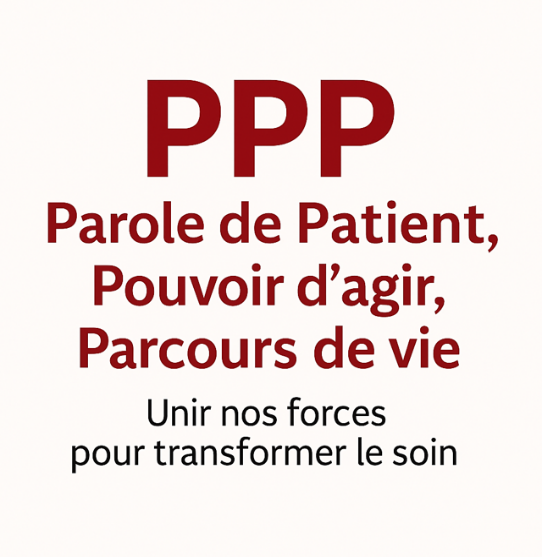 PPP
Parole de Patient,
Pouvoir d’agir,
Parcours de vie
Unir nos forces
pour transformer le soin